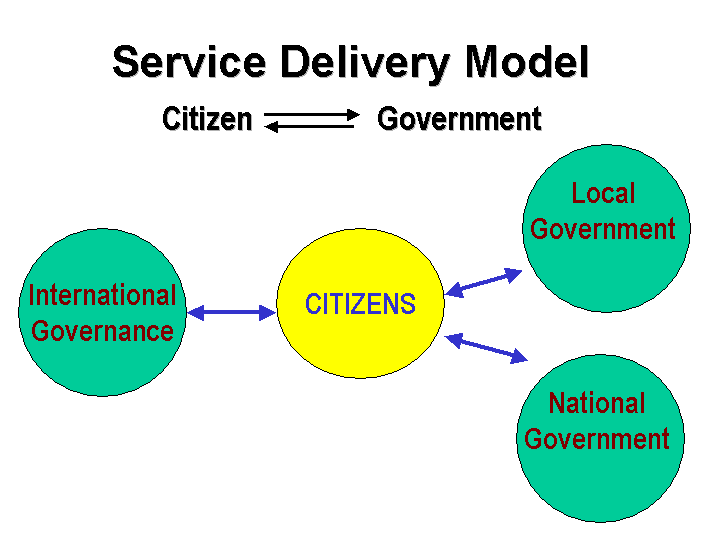 Service Delivery Model
Citizen Government
Local
Government
International
Governance
CITIZENS
National
Government